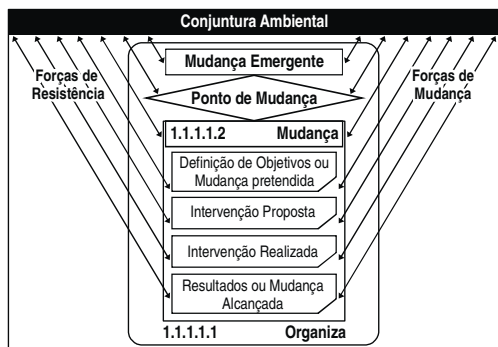 Conjuntura Ambiental
Mudança Emergente
Forças de
Resistência
Forças de
Mudança
Ponto de Mudança
1.1.1.1.2 Mudança
Definição de Objetivos ou
Mudança pretendida
Intervenção Proposta
Intervenção Realizada
Resultados ou Mudança
Alcançada
1.1.1.1.1 Organiza